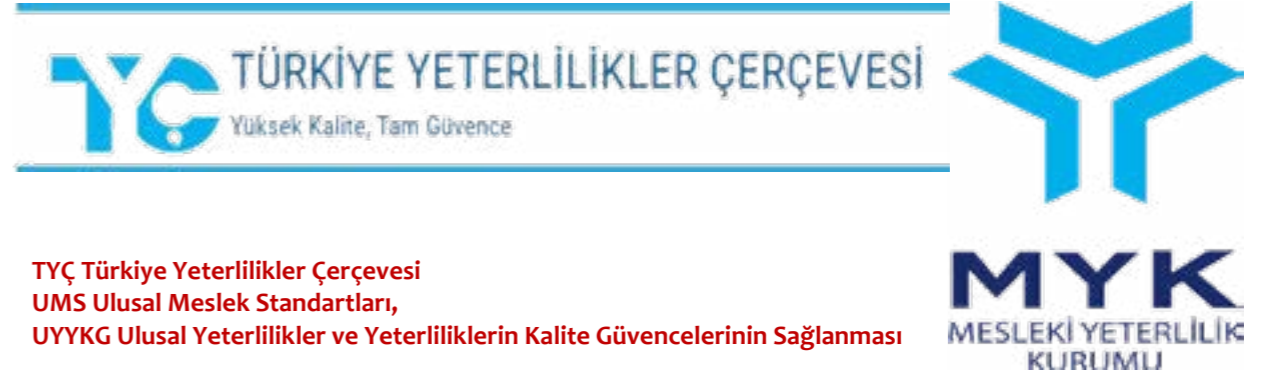 TYÇ TÜRKİYE YETERLİLİKLER ÇERÇEVESİ
Yüksek Kalite, Tam Güvence
MYK
MESLEKİ YETERLİLİK
KURUMU
TYÇ Türkiye Yeterlilikler Çerçevesi
UMS Ulusal Meslek Standartları,
UYYKG Ulusal Yeterlilikler ve Yeterliliklerin Kalite Güvencelerinin Sağlanması